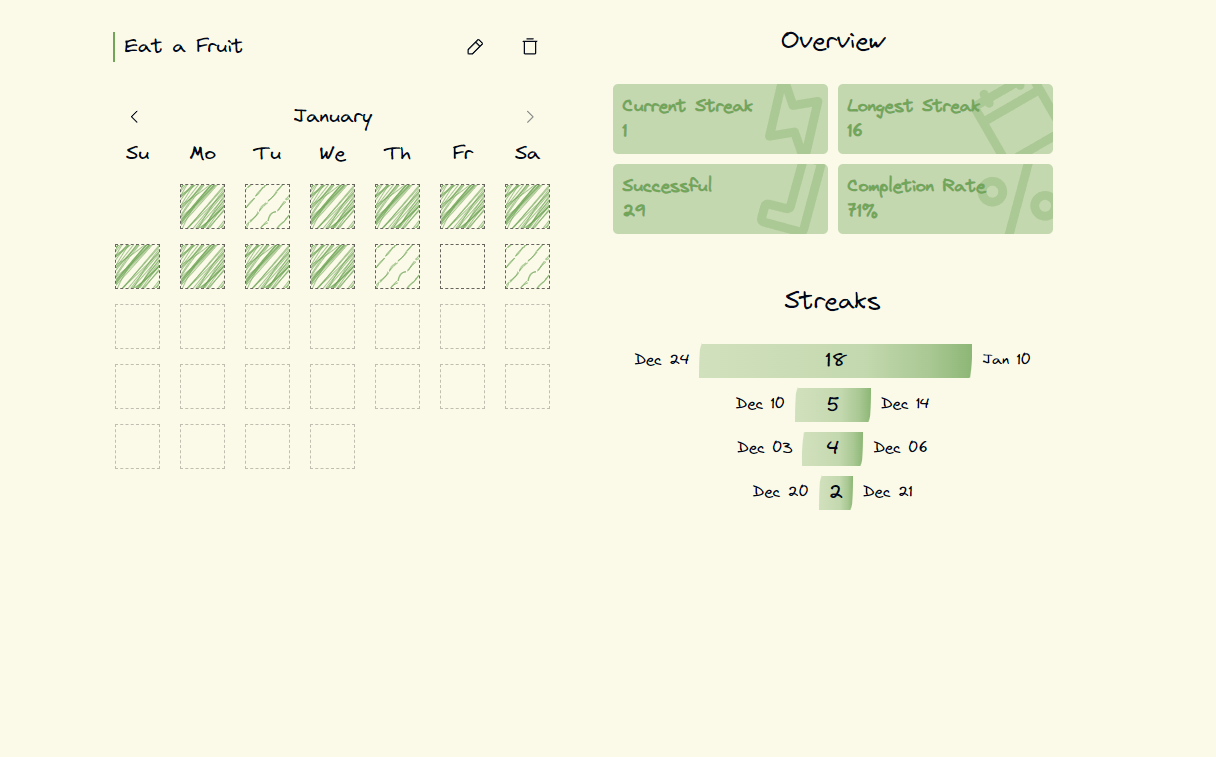 Eat a Fruit
January
Su Mo Tu We Th Fr Sa
Overview
Current Streak
1
Longest Streak
16
Successful
29
Completion Rate
71%
Streaks
Dec 24 18 Jan 10
Dec 10 5 Dec 14
Dec 03 4 Dec 06
Dec 20 2 Dec 21